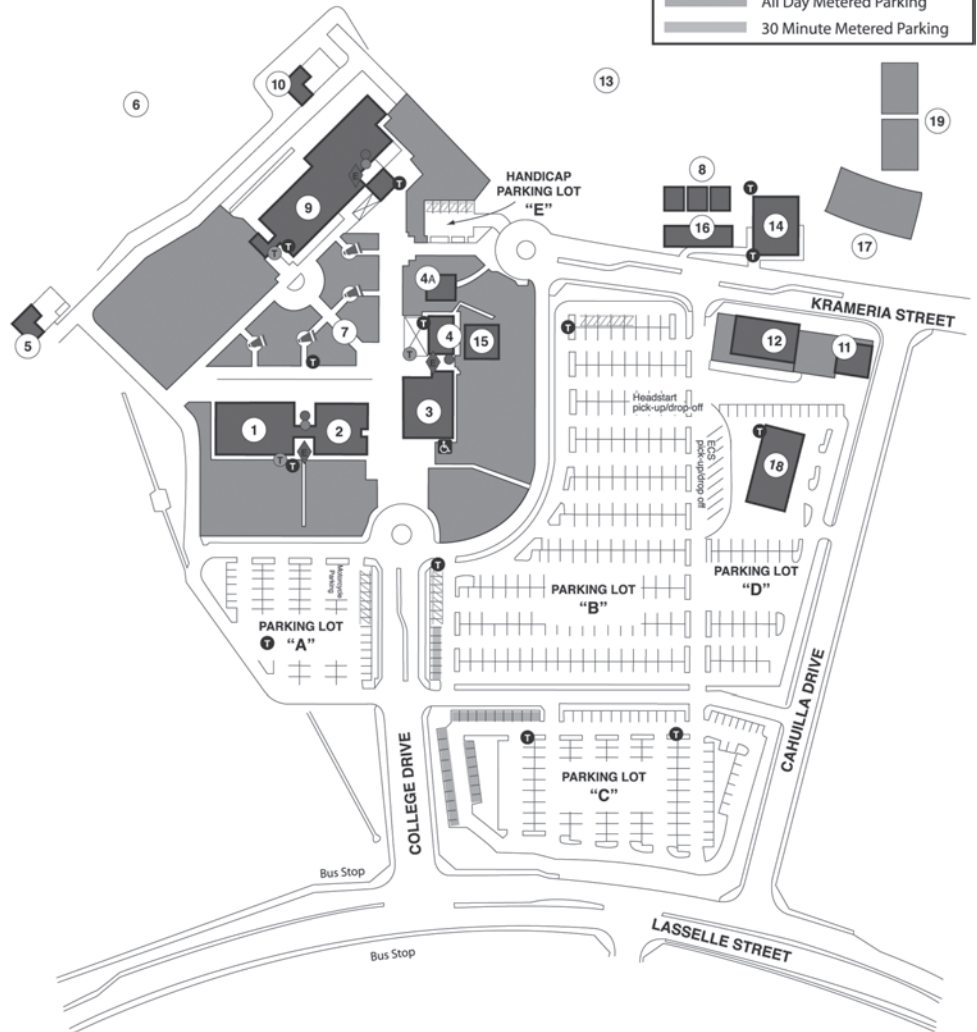 All Day Metered Parking
30 Minute Metered Parking
6
10
13
19
HANDICAP
PARKING LOT
"E"
8
E
T
T
9
16
14
17
T
T
T
4A
KRAMERIA STREET
5
7
T
4
15
T
T
12
11
T
Headstart
pick-up/drop-off
1
2
3
ECS
pick-up/drop off
T
18
T
T
E
T
Motorcycle
Parking
PARKING LOT
"A"
T
PARKING LOT
"B"
PARKING LOT
"D"
CAHUILLA DRIVE
COLLEGE DRIVE
T
T
PARKING LOT
"C"
Bus Stop
LASSELLE STREET
Bus Stop